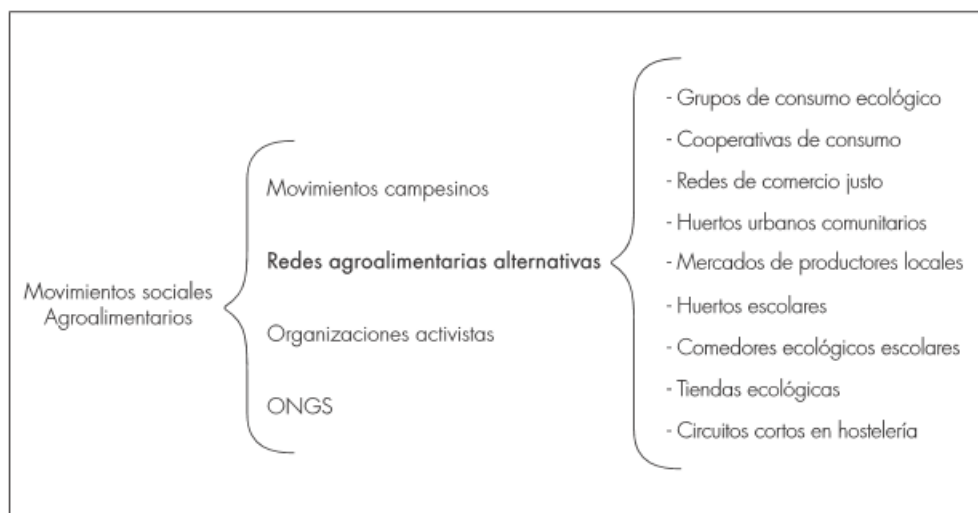 Movimientos sociales
Agroalimentarios
Movimientos campesinos
Redes agroalimentarias alternativas
Organizaciones activistas
ONGS
- Grupos de consumo ecológico
- Cooperativas de consumo
- Redes de comercio justo
- Huertos urbanos comunitarios
- Mercados de productores locales
- Huertos escolares
- Comedores ecológicos escolares
- Tiendas ecológicas
- Circuitos cortos en hostelería